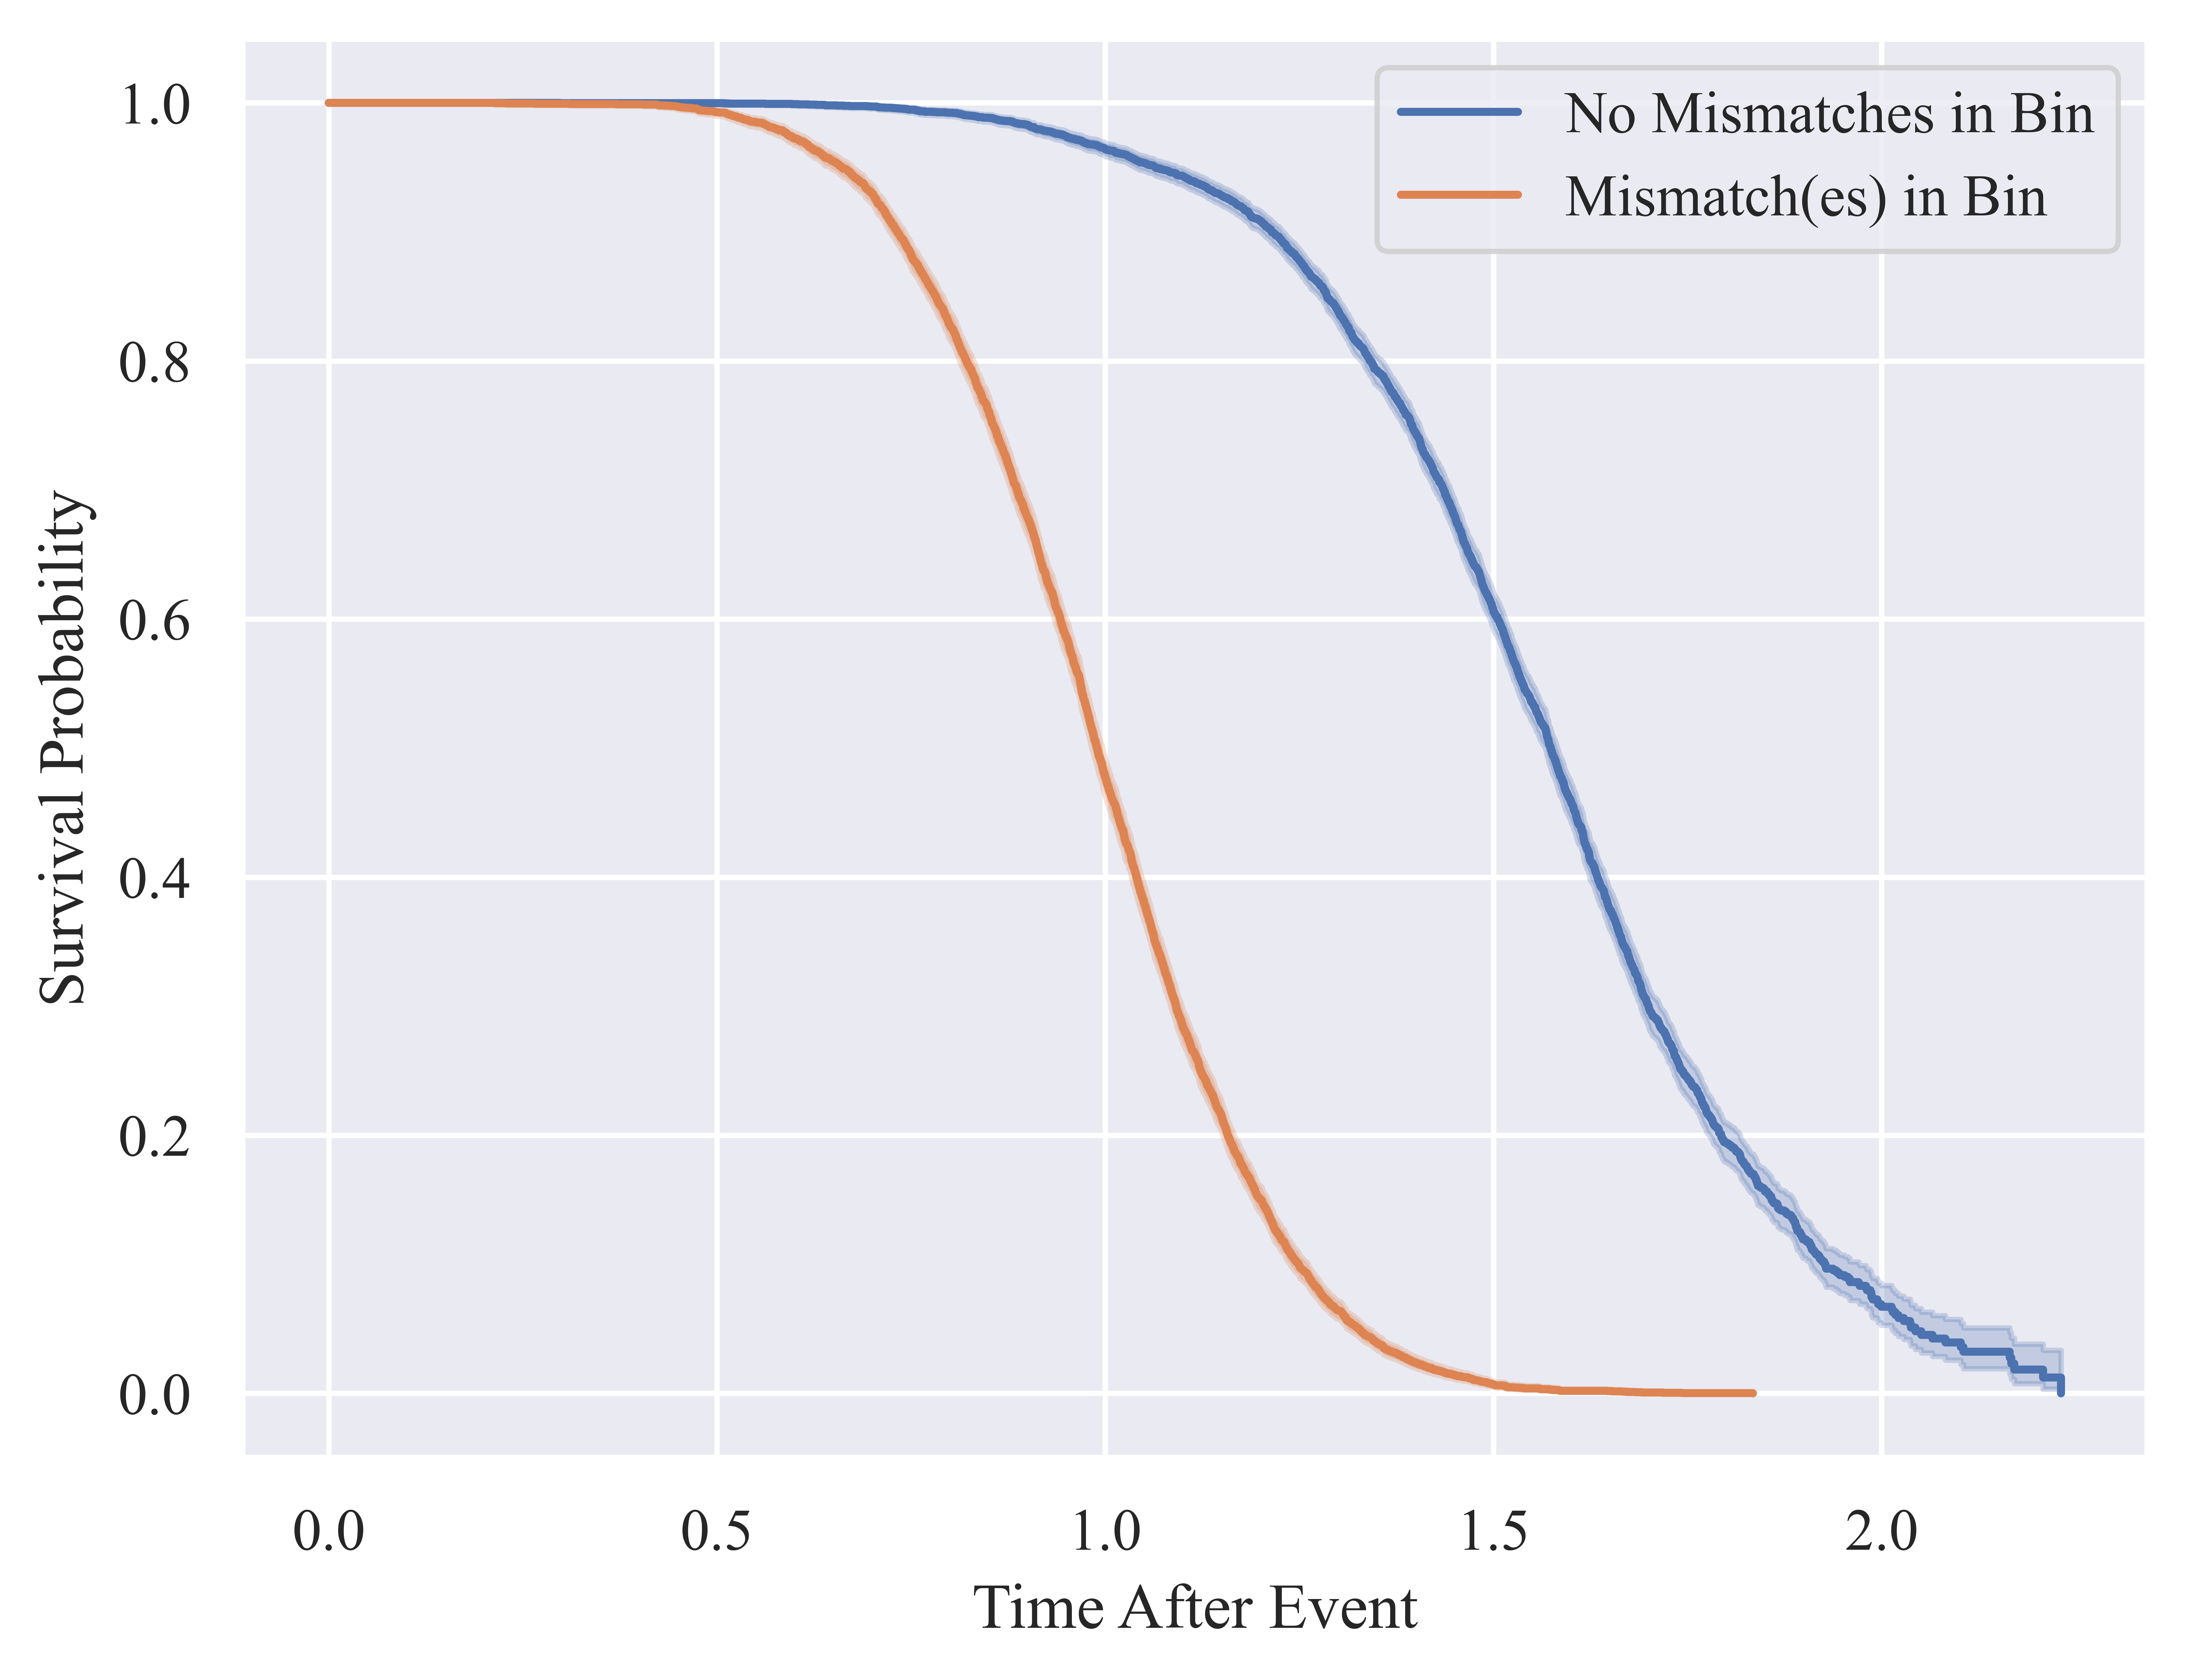 No Mismatches in Bin
Mismatch(es) in Bin
1.0
0.8
0.6
0.4
0.2
0.0
Survival Probability
0.0 0.5 1.0 1.5 2.0
Time After Event